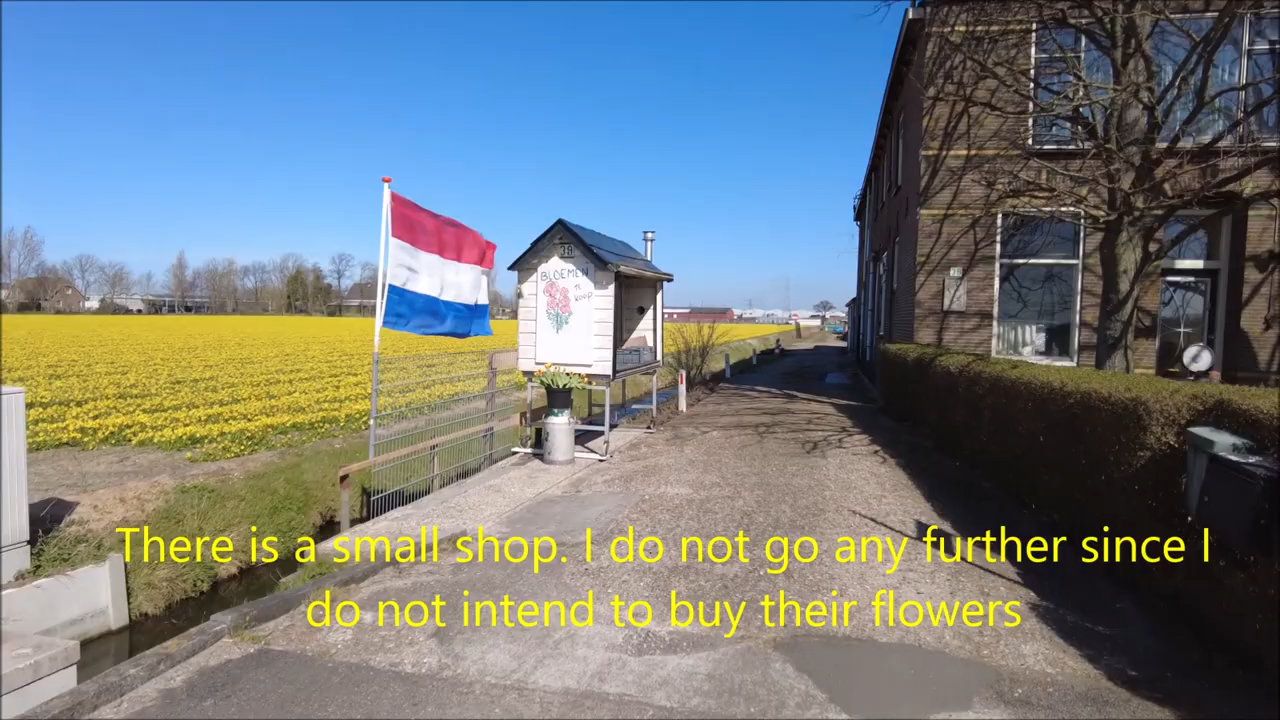 38
BLOEMEN
te
koop
38
There is a small shop. I do not go any further since I
do not intend to buy their flowers